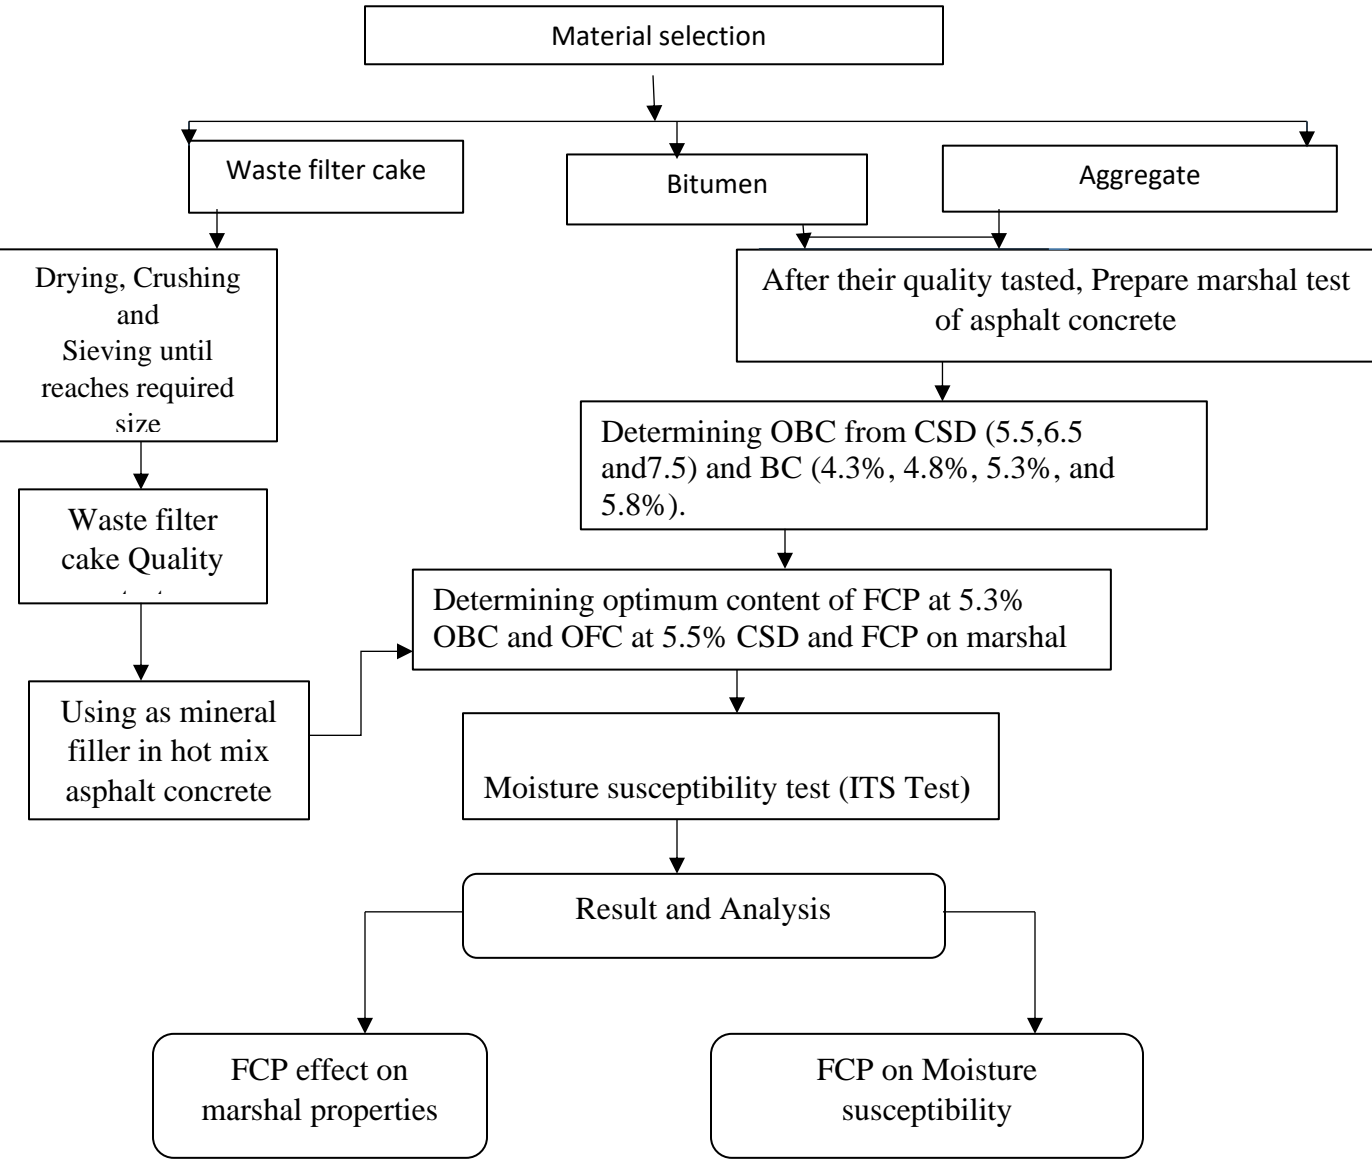 Material selection
Waste filter cake
Bitumen
Aggregate
Drying, Crushing
and
Sieving until
reaches required
size
After their quality tasted, Prepare marshal test
of asphalt concrete
Determining OBC from CSD (5.5,6.5
and7.5) and BC (4.3%, 4.8%, 5.3%, and
5.8%).
Waste filter
cake Quality
Determining optimum content of FCP at 5.3%
OBC and OFC at 5.5% CSD and FCP on marshal
Using as mineral
filler in hot mix
asphalt concrete
Moisture susceptibility test (ITS Test)
Result and Analysis
FCP effect on
marshal properties
FCP on Moisture
susceptibility